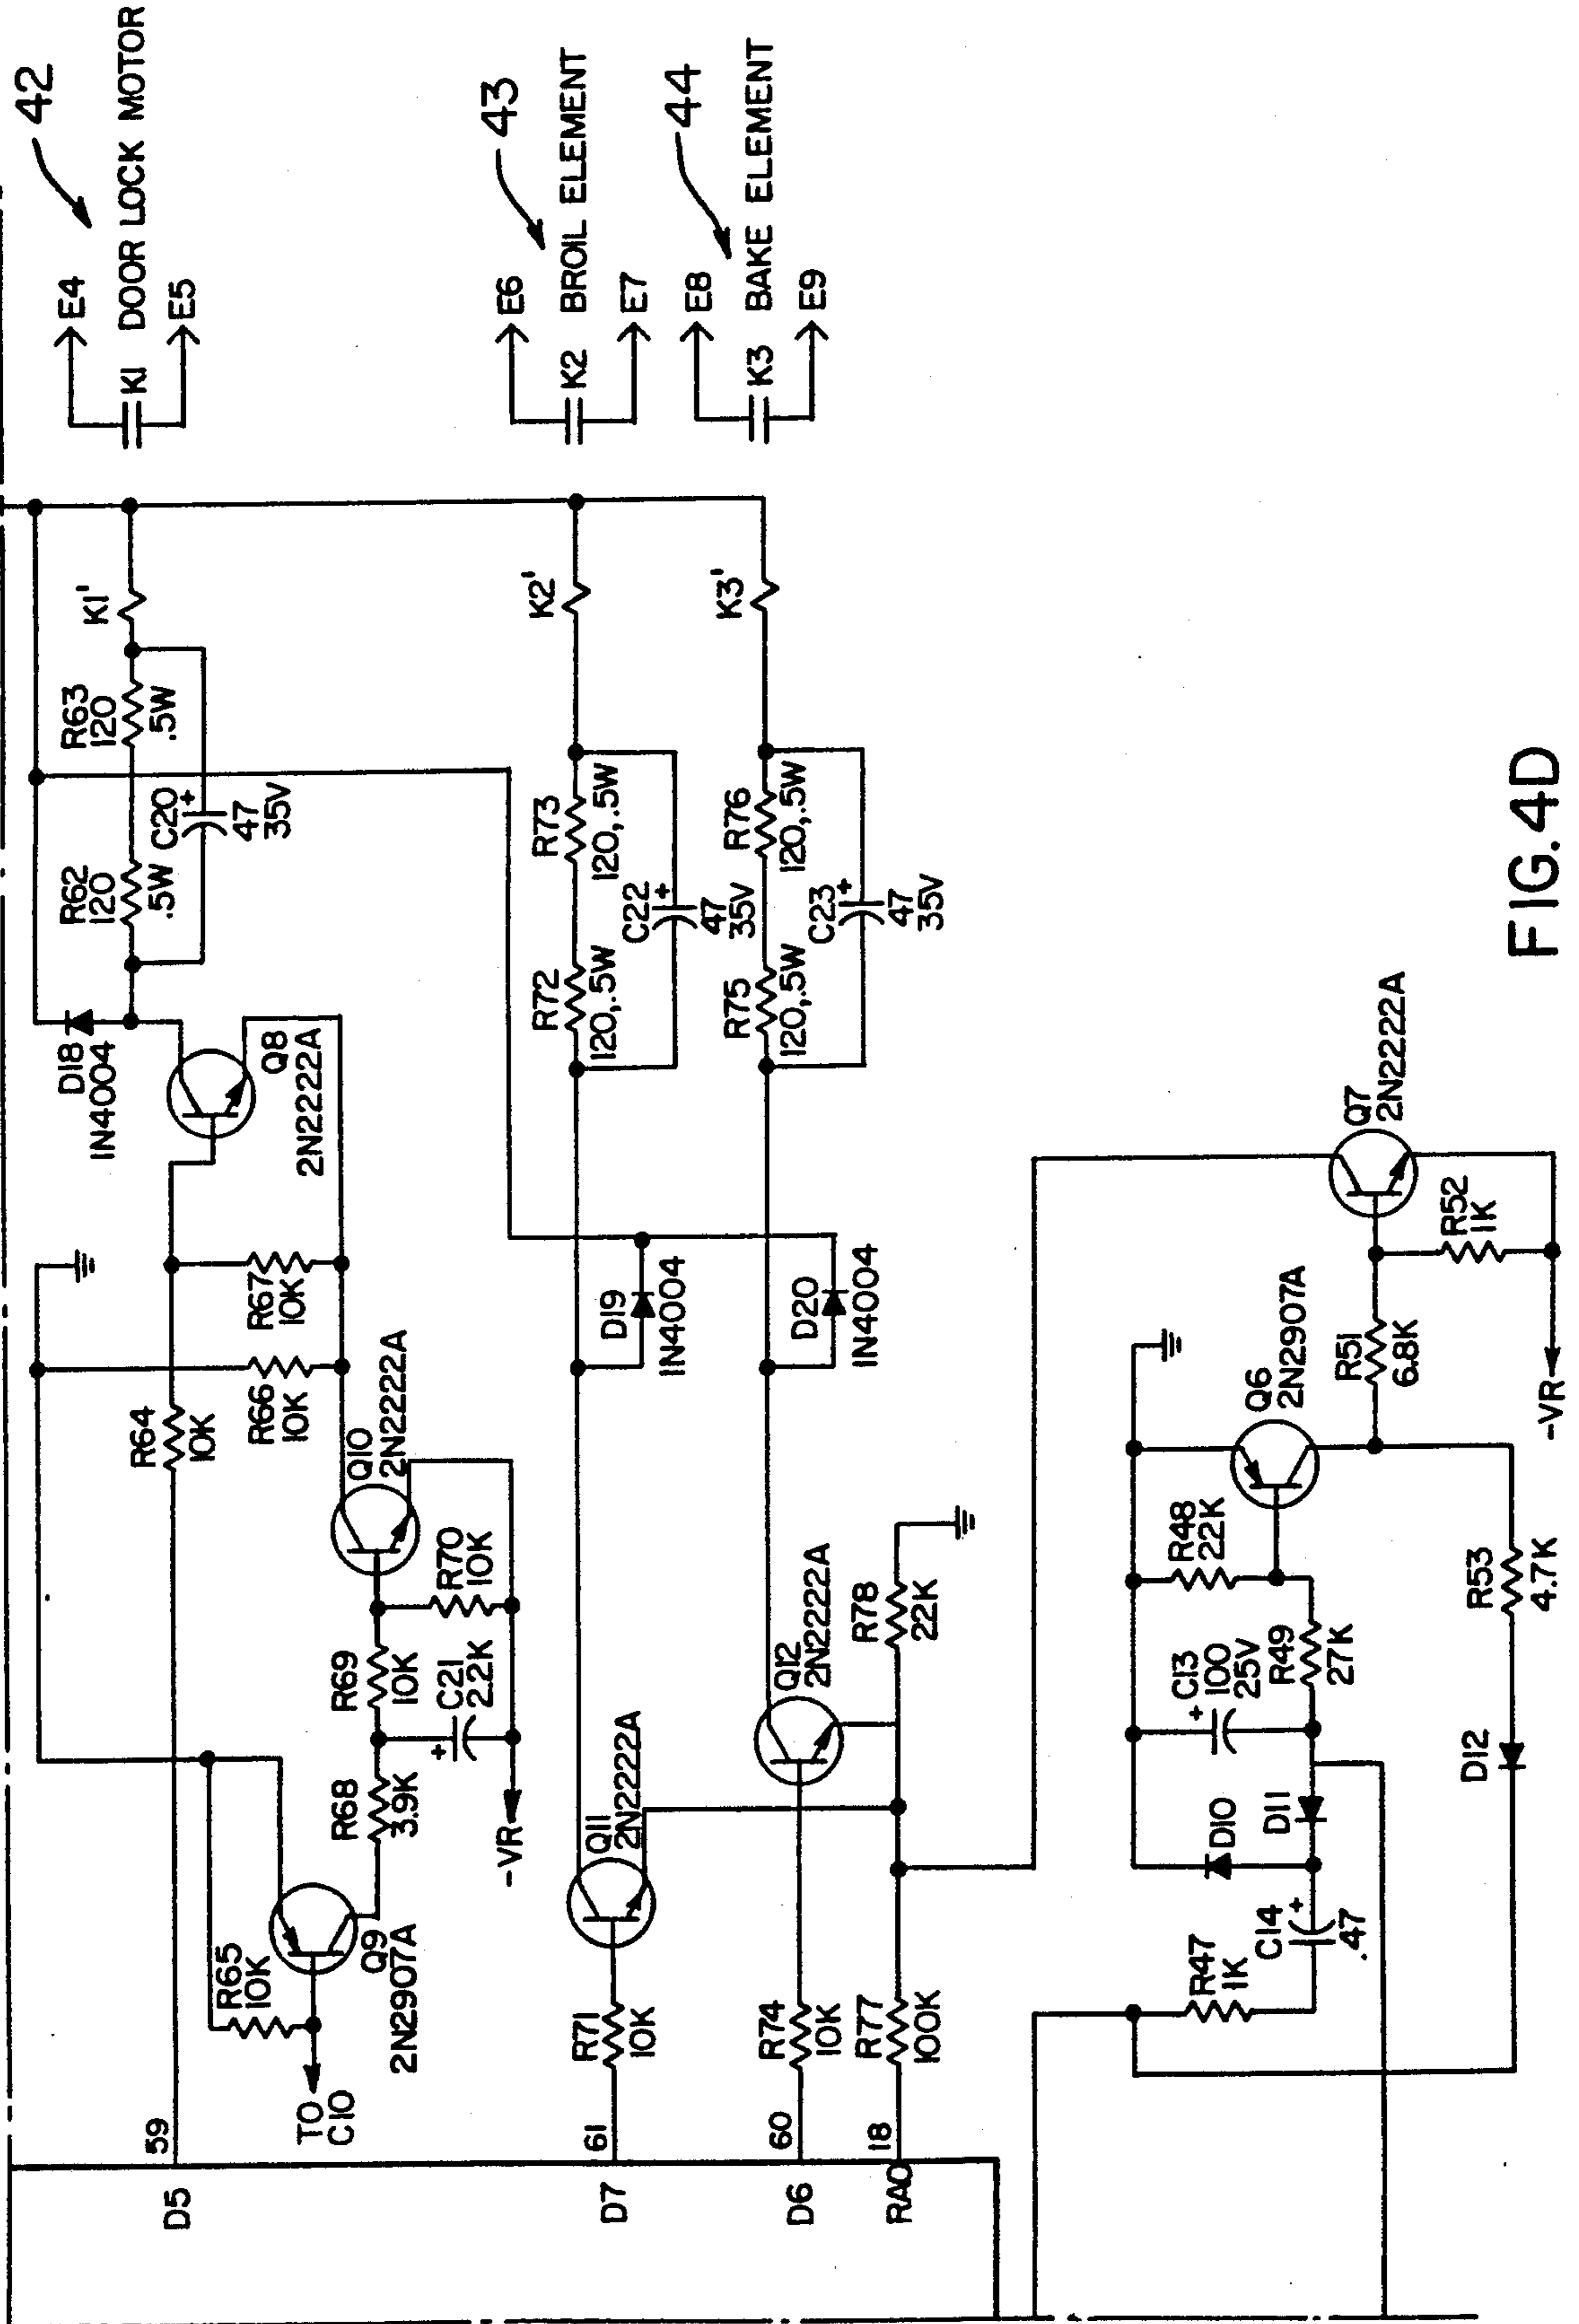 42
E4
K1 DOOR LOCK MOTOR
E5
43
E6
K2 BROIL ELEMENT
E7
44
E8
K3 BAKE ELEMENT
E9
K1'
R63
120
.5W
R62
120
.5W
C20 +
47
35V
D18
1N4004
Q8
2N2222A
R67
10K
R66
10K
R64
10K
Q10
2N2222A
R70
10K
R69
10K
C21
2.2K
+
R68
3.9K
-VR
Q9
2N2907A
R65
10K
TO
C10
59
D5
K2'
R73
120,.5W
R72
120,.5W
C22 +
47
35V
K3'
R76
120,.5W
R75
120,.5W
C23 +
47
35V
D19
1N4004
D20
1N4004
Q11
2N2222A
R71
10K
61
D7
Q12
2N2222A
R74
10K
60
D6
R78
22K
R77
100K
18
RAO
Q7
2N2222A
R52
1K
R51
6.8K
-VR
Q6
2N2907A
R48
22K
R49
27K
C13
+
100
25V
D10
D11
C14 +
.47
R47
1K
R53
4.7K
D12
FIG.4D